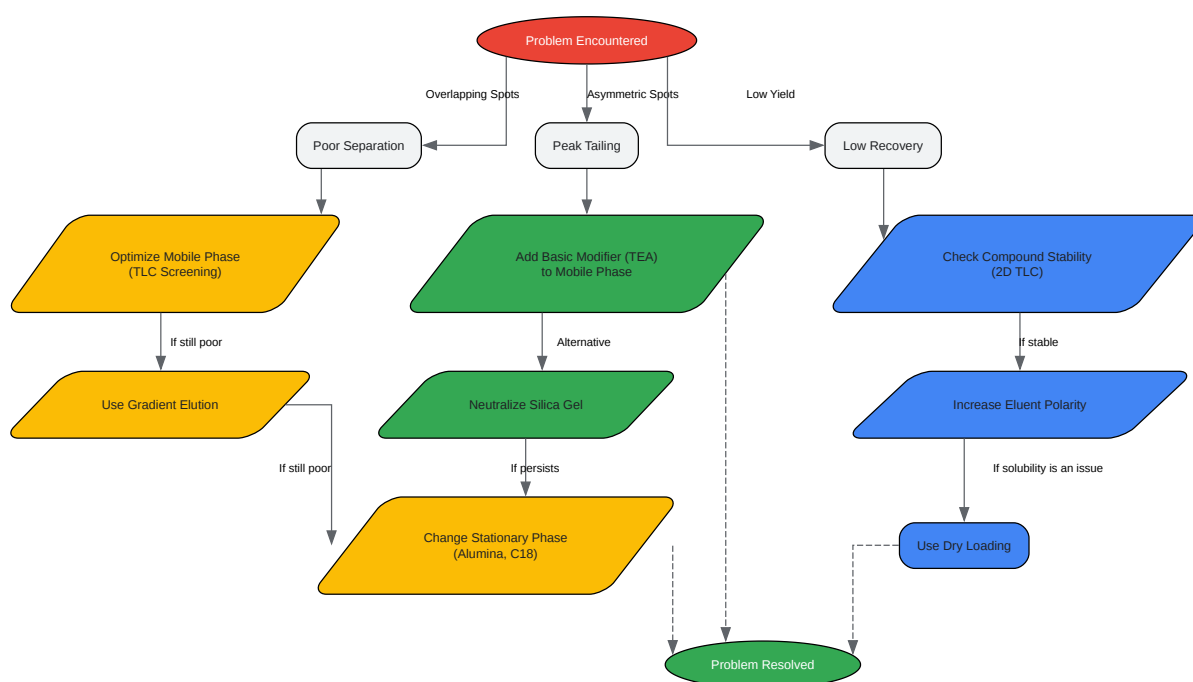 Problem Encountered
Overlapping Spots
Asymmetric Spots
Low Yield
Poor Separation
Peak Tailing
Low Recovery
Optimize Mobile Phase
(TLC Screening)
Add Basic Modifier (TEA)
to Mobile Phase
Check Compound Stability
(2D TLC)
If still poor
Alternative
If stable
Use Gradient Elution
Neutralize Silica Gel
Increase Eluent Polarity
If still poor
If persists
If solubility is an issue
Change Stationary Phase
(Alumina, C18)
Use Dry Loading
Problem Resolved